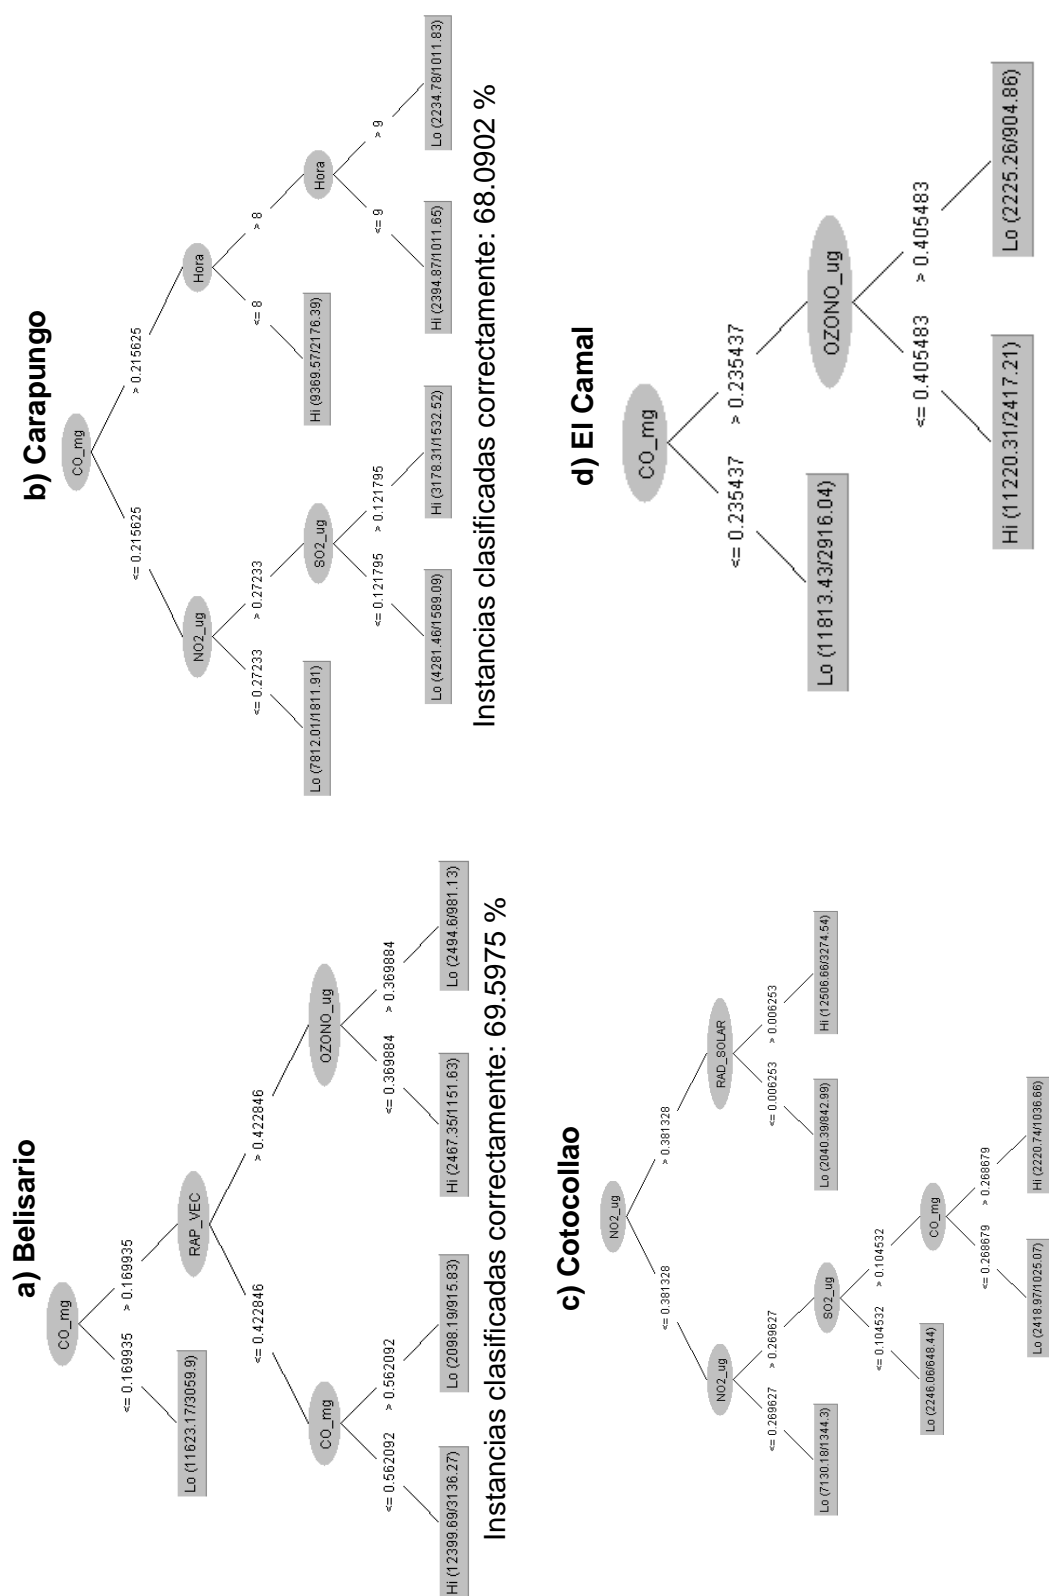 a) Belisario
CO_mg
<= 0.169935
> 0.169935
Lo (11623.17/3059.9)
RAP_VEC
<= 0.422846
> 0.422846
CO_mg
OZONO_ug
<= 0.562092
> 0.562092
<= 0.369884
> 0.369884
Hi (12399.69/3136.27)
Lo (2098.19/915.83)
Hi (2467.35/1151.63)
Lo (2494.6/981.13)
Instancias clasificadas correctamente: 69.5975 %
b) Carapungo
CO_mg
<= 0.215625
> 0.215625
NO2_ug
Hora
<= 0.27233
> 0.27233
<= 8
> 8
Lo (7812.01/1811.91)
SO2_ug
Hi (9369.57/2176.39)
Hora
<= 0.121795
> 0.121795
<= 9
> 9
Lo (4281.46/1589.09)
Hi (3178.31/1532.52)
Hi (2394.87/1011.65)
Lo (2234.78/1011.83)
Instancias clasificadas correctamente: 68.0902 %
c) Cotocollao
NO2_ug
<= 0.381328
> 0.381328
NO2_ug
RAD_SOLAR
<= 0.269627
> 0.269627
<= 0.006253
> 0.006253
Lo (7130.18/1344.3)
SO2_ug
Lo (2040.39/842.99)
Hi (12506.66/3274.54)
<= 0.104532
> 0.104532
Lo (2246.06/648.44)
CO_mg
<= 0.268679
> 0.268679
Lo (2418.97/1025.07)
Hi (2220.74/1036.66)
d) El Camal
CO_mg
<= 0.235437
> 0.235437
Lo (11813.43/2916.04)
OZONO_ug
<= 0.405483
> 0.405483
Hi (11220.31/2417.21)
Lo (2225.26/904.86)